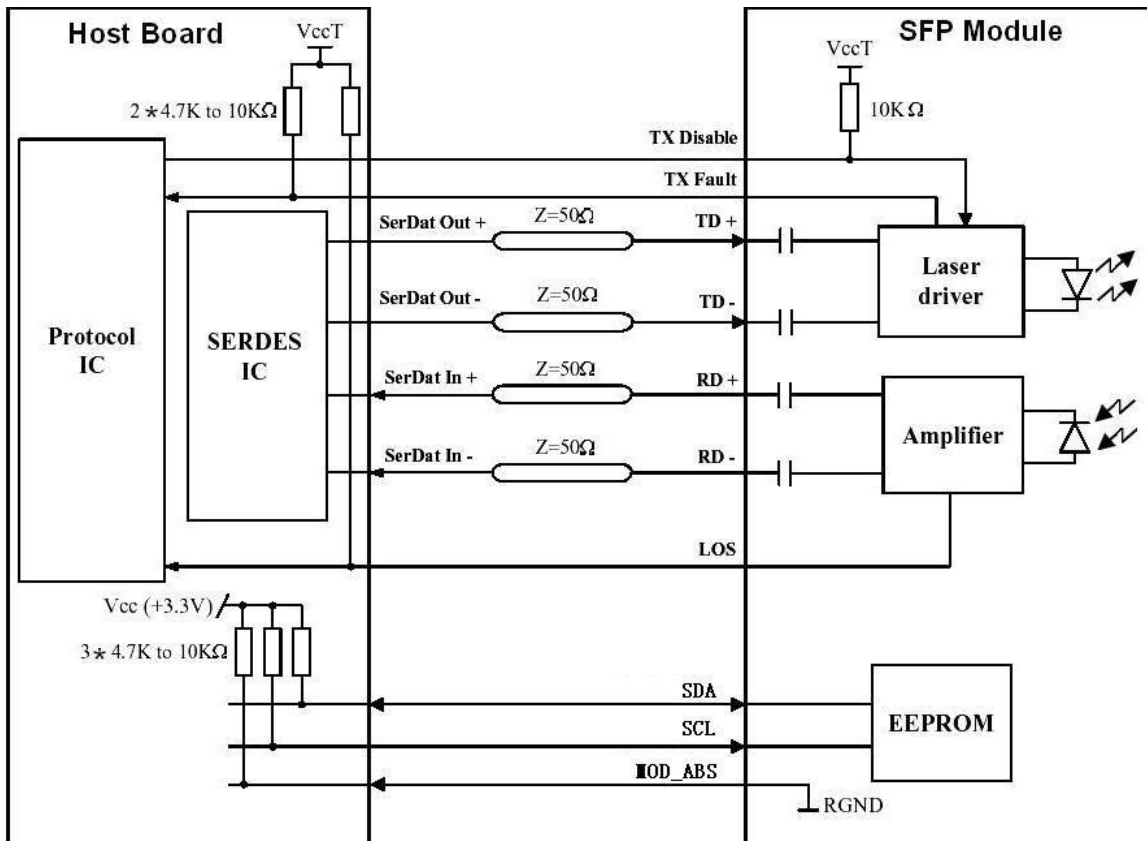 Host Board
SFP Module
VccT
VccT
2*4.7K to 10KΩ
10KΩ
TX Disable
TX Fault
SerDat Out +
Z=50Ω
TD +
SerDat Out -
Z=50Ω
TD -
Laser
driver
Protocol
IC
SERDES
IC
SerDat In +
Z=50Ω
RD +
SerDat In -
Z=50Ω
RD -
Amplifier
LOS
Vcc (+3.3V)
3*4.7K to 10KΩ
SDA
SCL
MOD_ABS
EEPROM
RGND